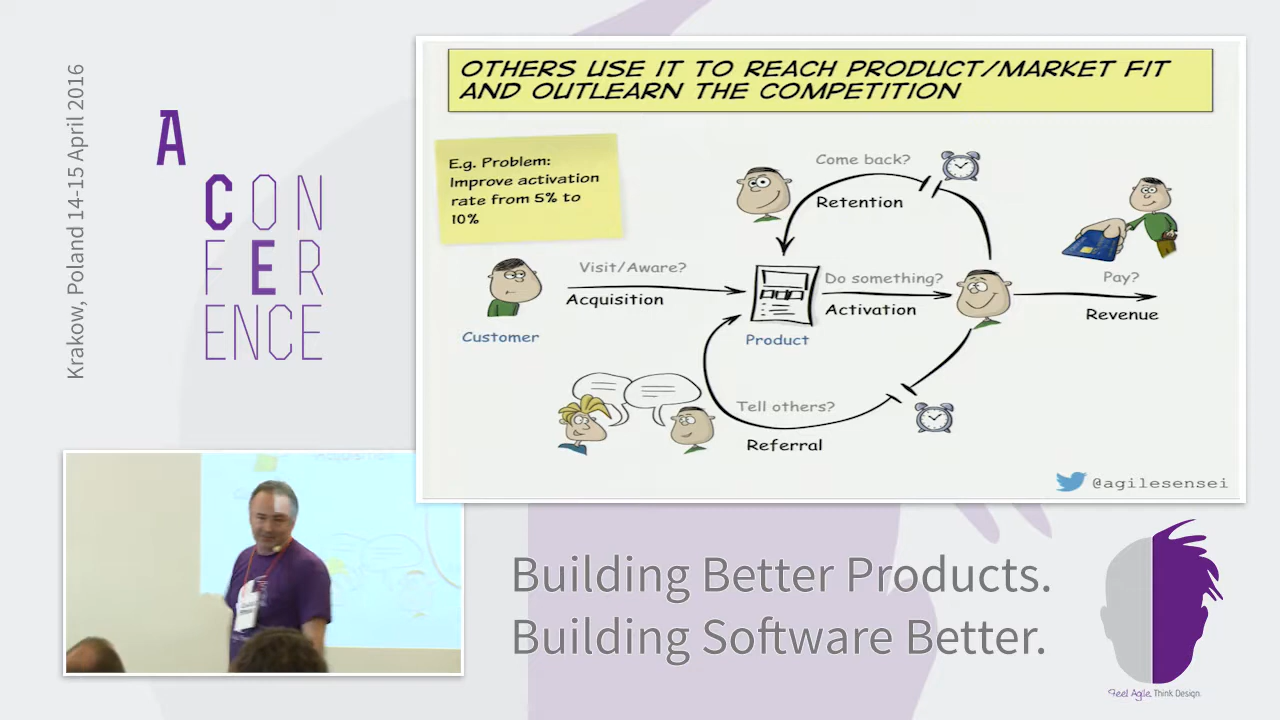 Krakow, Poland 14-15 April 2016
A
CON
FER
ENCE
OTHERS USE IT TO REACH PRODUCT/MARKET FIT
AND OUTLEARN THE COMPETITION
E.g. Problem:
Improve activation
rate from 5% to
10%
Come back?
Retention
Visit/Aware?
Acquisition
Do something?
Activation
Pay?
Revenue
Customer
Product
Tell others?
Referral
@agilesensei
Building Better Products.
Building Software Better.
Feel Agile. Think Design.